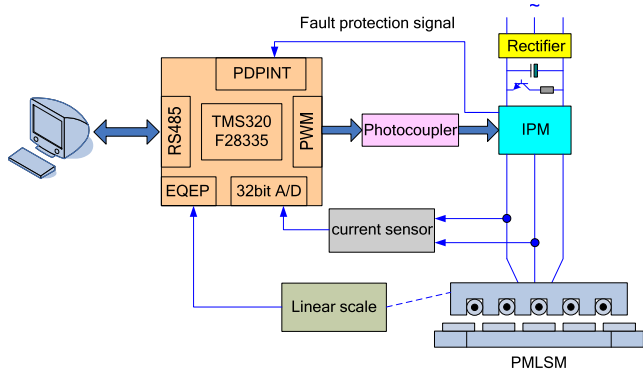 ~
Fault protection signal
Rectifier
PDPINT
RS485
TMS320
F28335
PWM
Photocoupler
IPM
EQEP
32bit A/D
current sensor
Linear scale
PMLSM